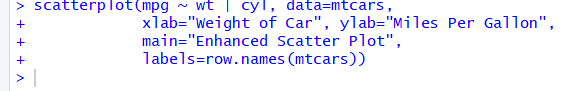 > scatterplot(mpg ~ wt | cyl, data=mtcars,
+             xlab="Weight of Car", ylab="Miles Per Gallon",
+             main="Enhanced Scatter Plot",
+             labels=row.names(mtcars))
>